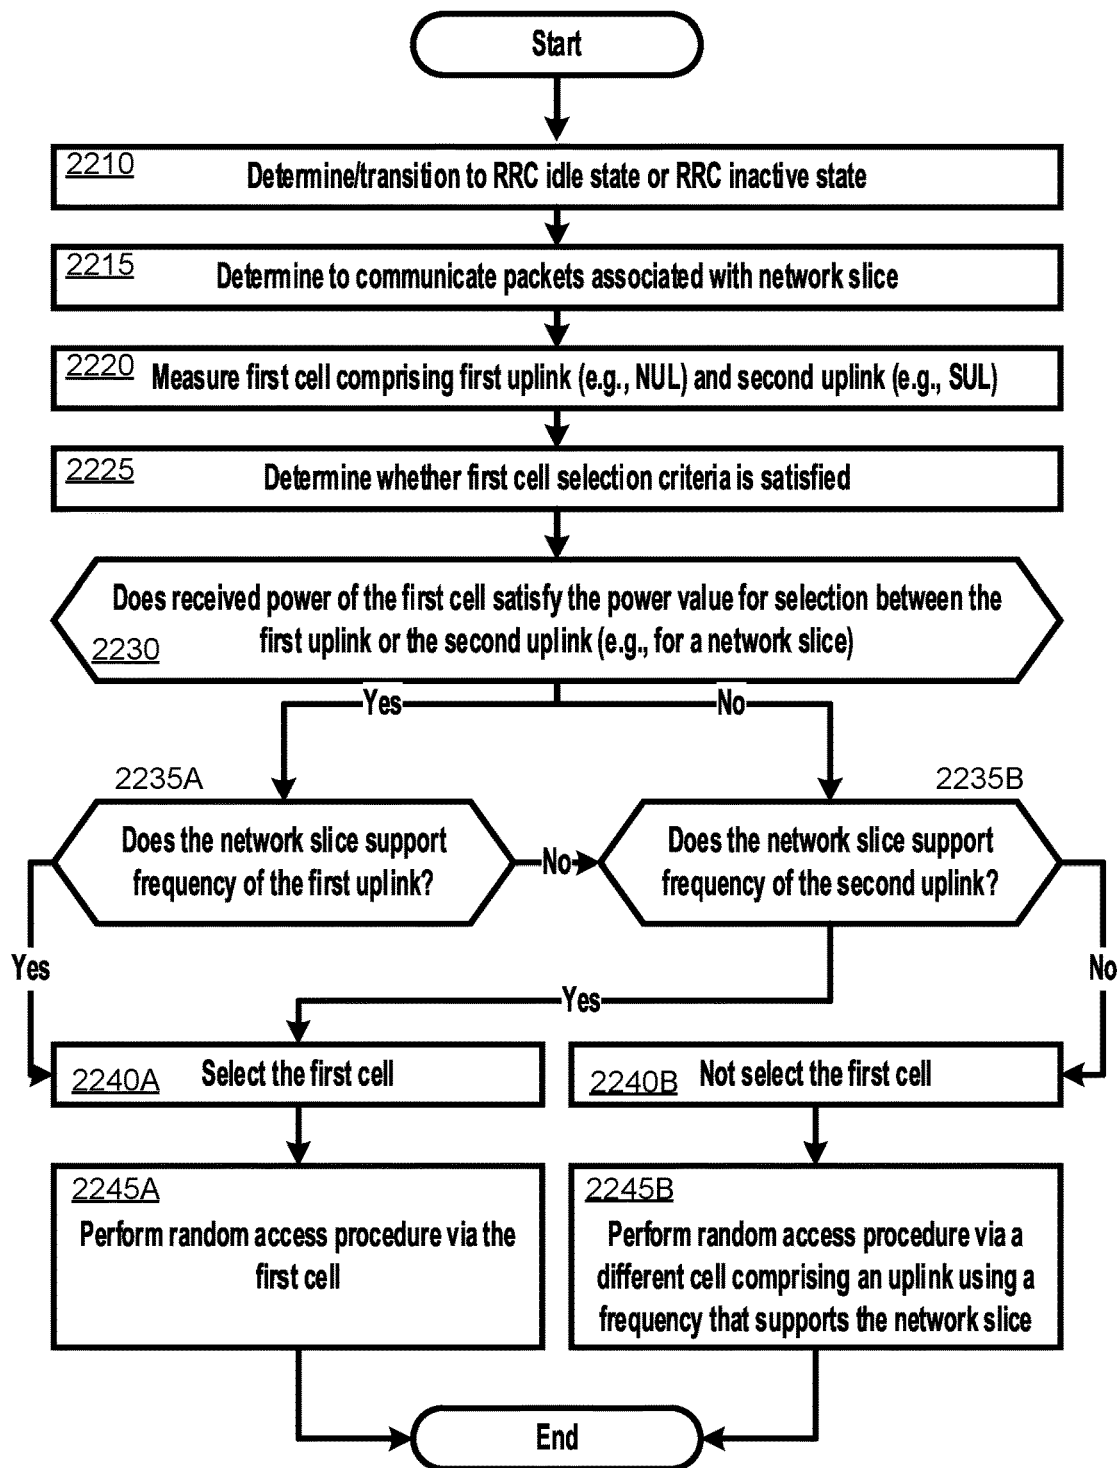 Start
2210
Determine/transition to RRC idle state or RRC inactive state
2215
Determine to communicate packets associated with network slice
2220
Measure first cell comprising first uplink (e.g., NUL) and second uplink (e.g., SUL)
2225
Determine whether first cell selection criteria is satisfied
Does received power of the first cell satisfy the power value for selection between the
first uplink or the second uplink (e.g., for a network slice)
2230
Yes
No
2235A
2235B
Does the network slice support
frequency of the first uplink?
No
Does the network slice support
frequency of the second uplink?
Yes
No
Yes
2240A
Select the first cell
2240B
Not select the first cell
2245A
Perform random access procedure via the
first cell
2245B
Perform random access procedure via a
different cell comprising an uplink using a
frequency that supports the network slice
End